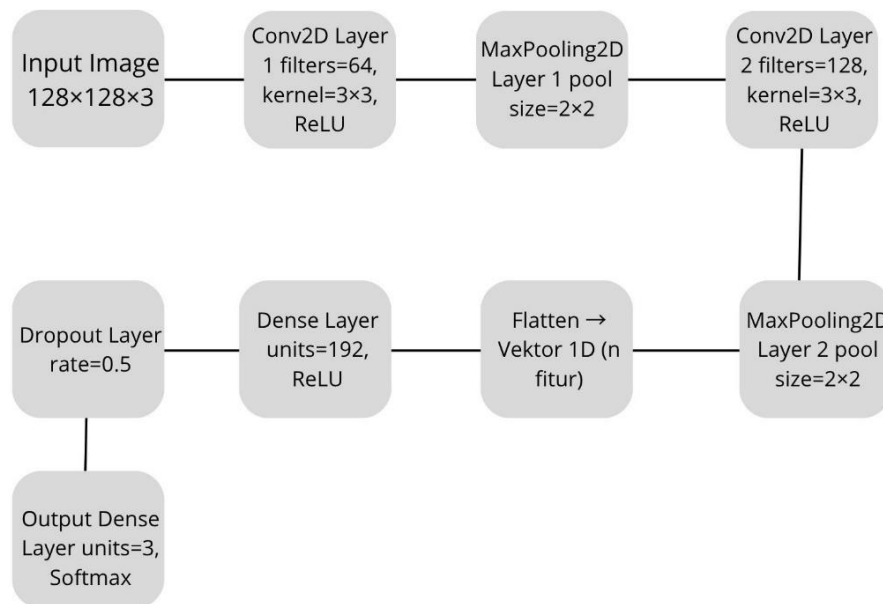 Input Image
128×128×3
Conv2D Layer
1 filters=64,
kernel=3×3,
ReLU
MaxPooling2D
Layer 1 pool
size=2×2
Conv2D Layer
2 filters=128,
kernel=3×3,
ReLU
MaxPooling2D
Layer 2 pool
size=2×2
Flatten →
Vektor 1D (n
fitur)
Dense Layer
units=192,
ReLU
Dropout Layer
rate=0.5
Output Dense
Layer units=3,
Softmax